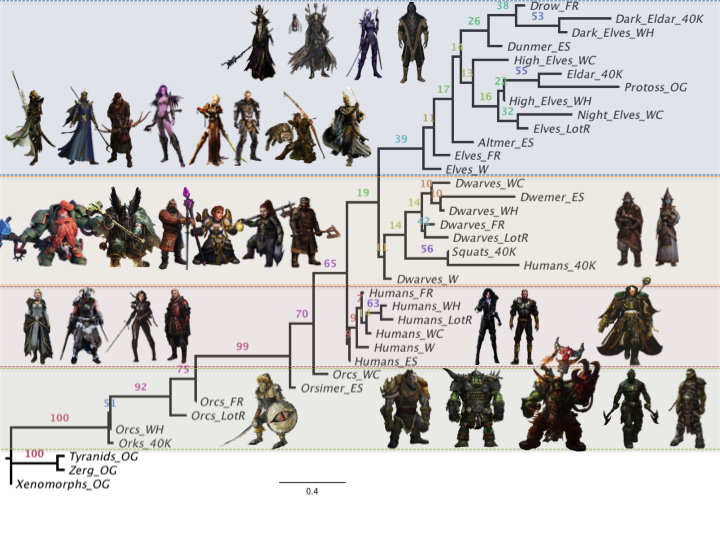 38
Drow_FR
53
Dark_Eldar_40K
26
Dark_Elves_WH
14
Dunmer_ES
High_Elves_WC
13
55
Eldar_40K
Protoss_OG
17
16
High_Elves_WH
32
Night_Elves_WC
11
Elves_LotR
39
Altmer_ES
Elves_FR
Elves_W
10
Dwarves_WC
10
Dwemer_ES
19
14
Dwarves_WH
14
Dwarves_FR
Dwarves_LotR
56
Squats_40K
Humans_40K
65
Dwarves_W
Humans_FR
63
Humans_WH
70
9
Humans_LotR
Humans_WC
99
Humans_W
Humans_ES
75
Orcs_WC
92
Orsimer_ES
51
Orcs_FR
100
Orcs_LotR
Orcs_WH
Orks_40K
100
Tyranids_OG
Zerg_OG
Xenomorphs_OG
0.4